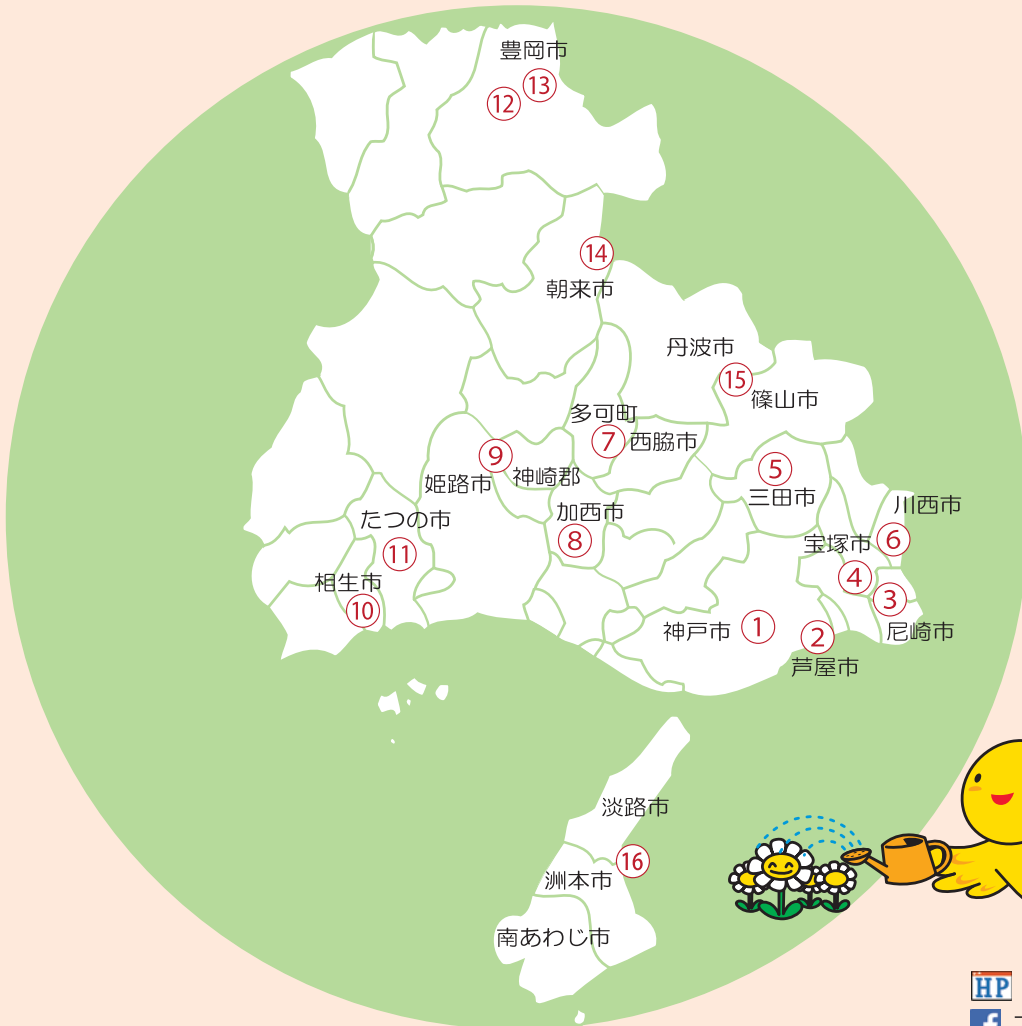 豊岡市
⑬
⑫
⑭
朝来市
丹波市
⑮
篠山市
多可町
⑦ 西脇市
⑨
姫路市 神崎郡
⑤
三田市
川西市
たつの市
加西市
⑧
⑥
宝塚市
④
⑪
相生市
⑩
③
尼崎市
神戸市 ①
②
芦屋市
淡路市
⑯
洲本市
南あわじ市
HP
f